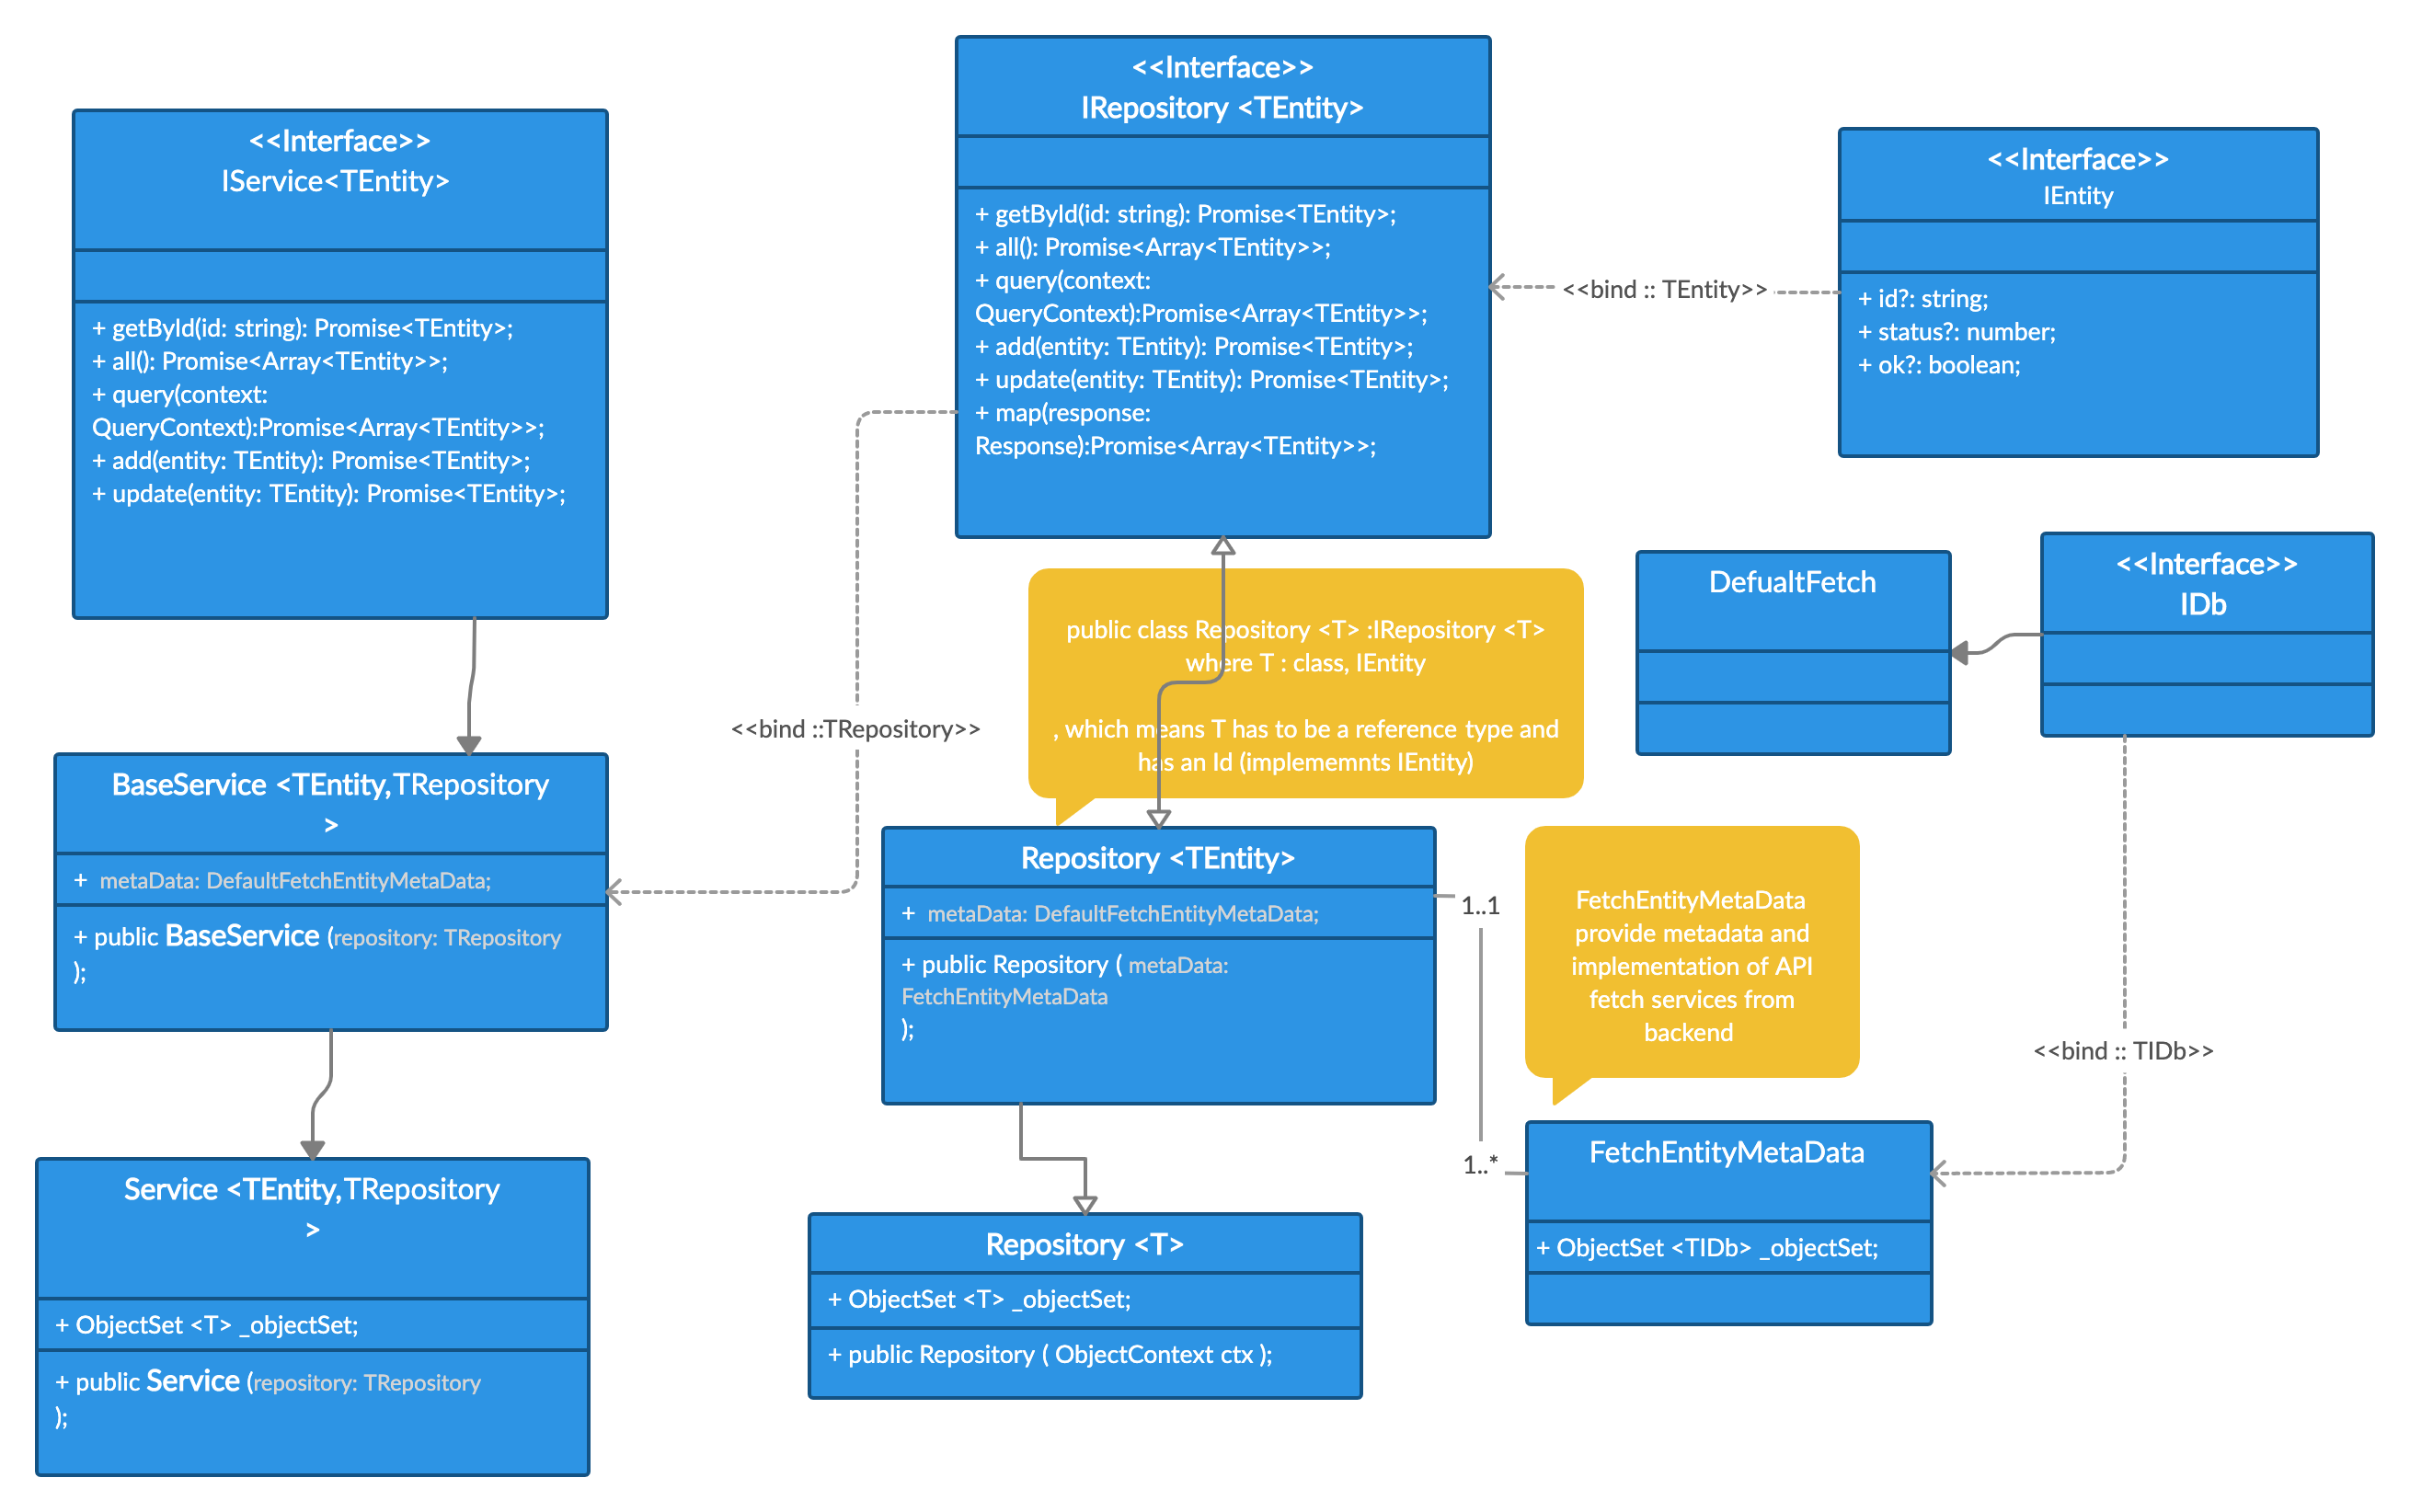 <<Interface>>
IService<TEntity>
+ getById(id: string): Promise<TEntity>;
+ all(): Promise<Array<TEntity>>;
+ query(context:
QueryContext):Promise<Array<TEntity>>;
+ add(entity: TEntity): Promise<TEntity>;
+ update(entity: TEntity): Promise<TEntity>;
<<Interface>>
IRepository <TEntity>
+ getById(id: string): Promise<TEntity>;
+ all(): Promise<Array<TEntity>>;
+ query(context:
QueryContext):Promise<Array<TEntity>>;
+ add(entity: TEntity): Promise<TEntity>;
+ update(entity: TEntity): Promise<TEntity>;
+ map(response:
Response):Promise<Array<TEntity>>;
<<bind :: TEntity>>
<<Interface>>
IEntity
+ id?: string;
+ status?: number;
+ ok?: boolean;
DefualtFetch
<<Interface>>
IDb
public class Repository <T> :IRepository <T>
where T : class, IEntity
, which means T has to be a reference type and
has an Id (implememnts IEntity)
<<bind ::TRepository>>
BaseService <TEntity,TRepository
>
+ metaData: DefaultFetchEntityMetaData;
+ public BaseService (repository: TRepository
);
Repository <TEntity>
+ metaData: DefaultFetchEntityMetaData;
+ public Repository ( metaData:
FetchEntityMetaData
);
1..1
1..*
FetchEntityMetaData
provide metadata and
implementation of API
fetch services from
backend
<<bind :: TIDb>>
FetchEntityMetaData
+ ObjectSet <TIDb> _objectSet;
Service <TEntity,TRepository
>
+ ObjectSet <T> _objectSet;
+ public Service (repository: TRepository
);
Repository <T>
+ ObjectSet <T> _objectSet;
+ public Repository ( ObjectContext ctx );